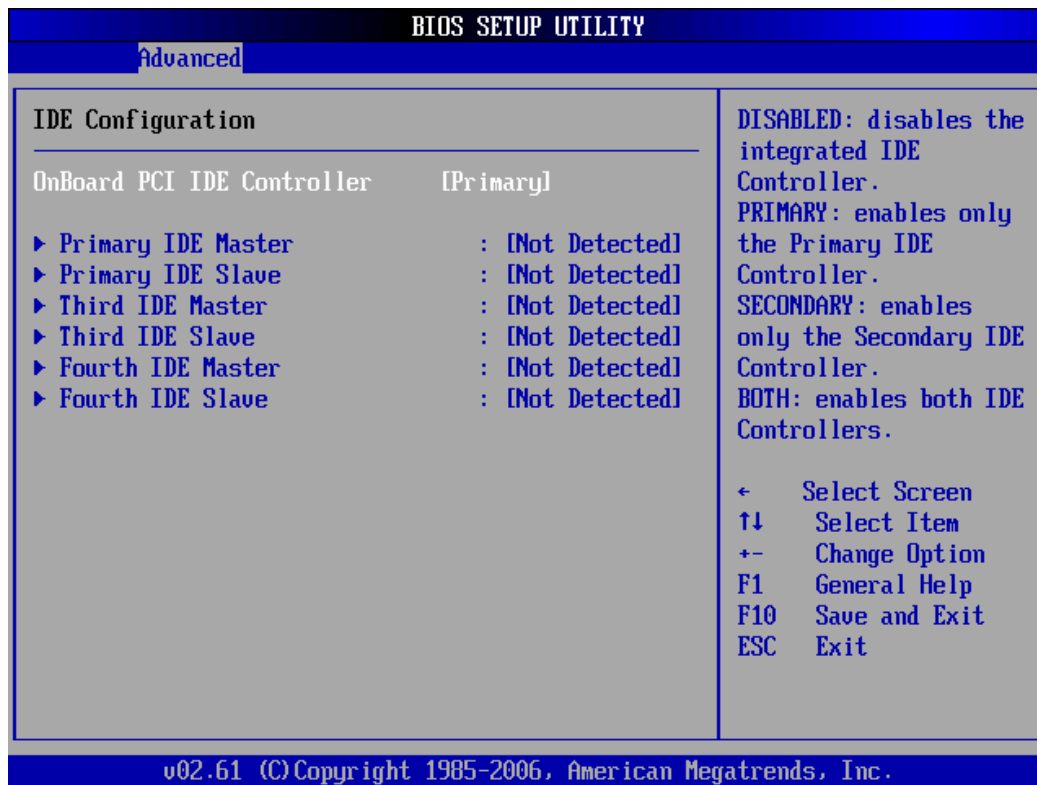 BIOS SETUP UTILITY
Advanced
IDE Configuration
OnBoard PCI IDE Controller [Primary]
▶ Primary IDE Master : [Not Detected]
▶ Primary IDE Slave : [Not Detected]
▶ Third IDE Master : [Not Detected]
▶ Third IDE Slave : [Not Detected]
▶ Fourth IDE Master : [Not Detected]
▶ Fourth IDE Slave : [Not Detected]
DISABLED: disables the
integrated IDE
Controller.
PRIMARY: enables only
the Primary IDE
Controller.
SECONDARY: enables
only the Secondary IDE
Controller.
BOTH: enables both IDE
Controllers.
← Select Screen
↑↓ Select Item
+- Change Option
F1 General Help
F10 Save and Exit
ESC Exit
v02.61 (C)Copyright 1985-2006, American Megatrends, Inc.